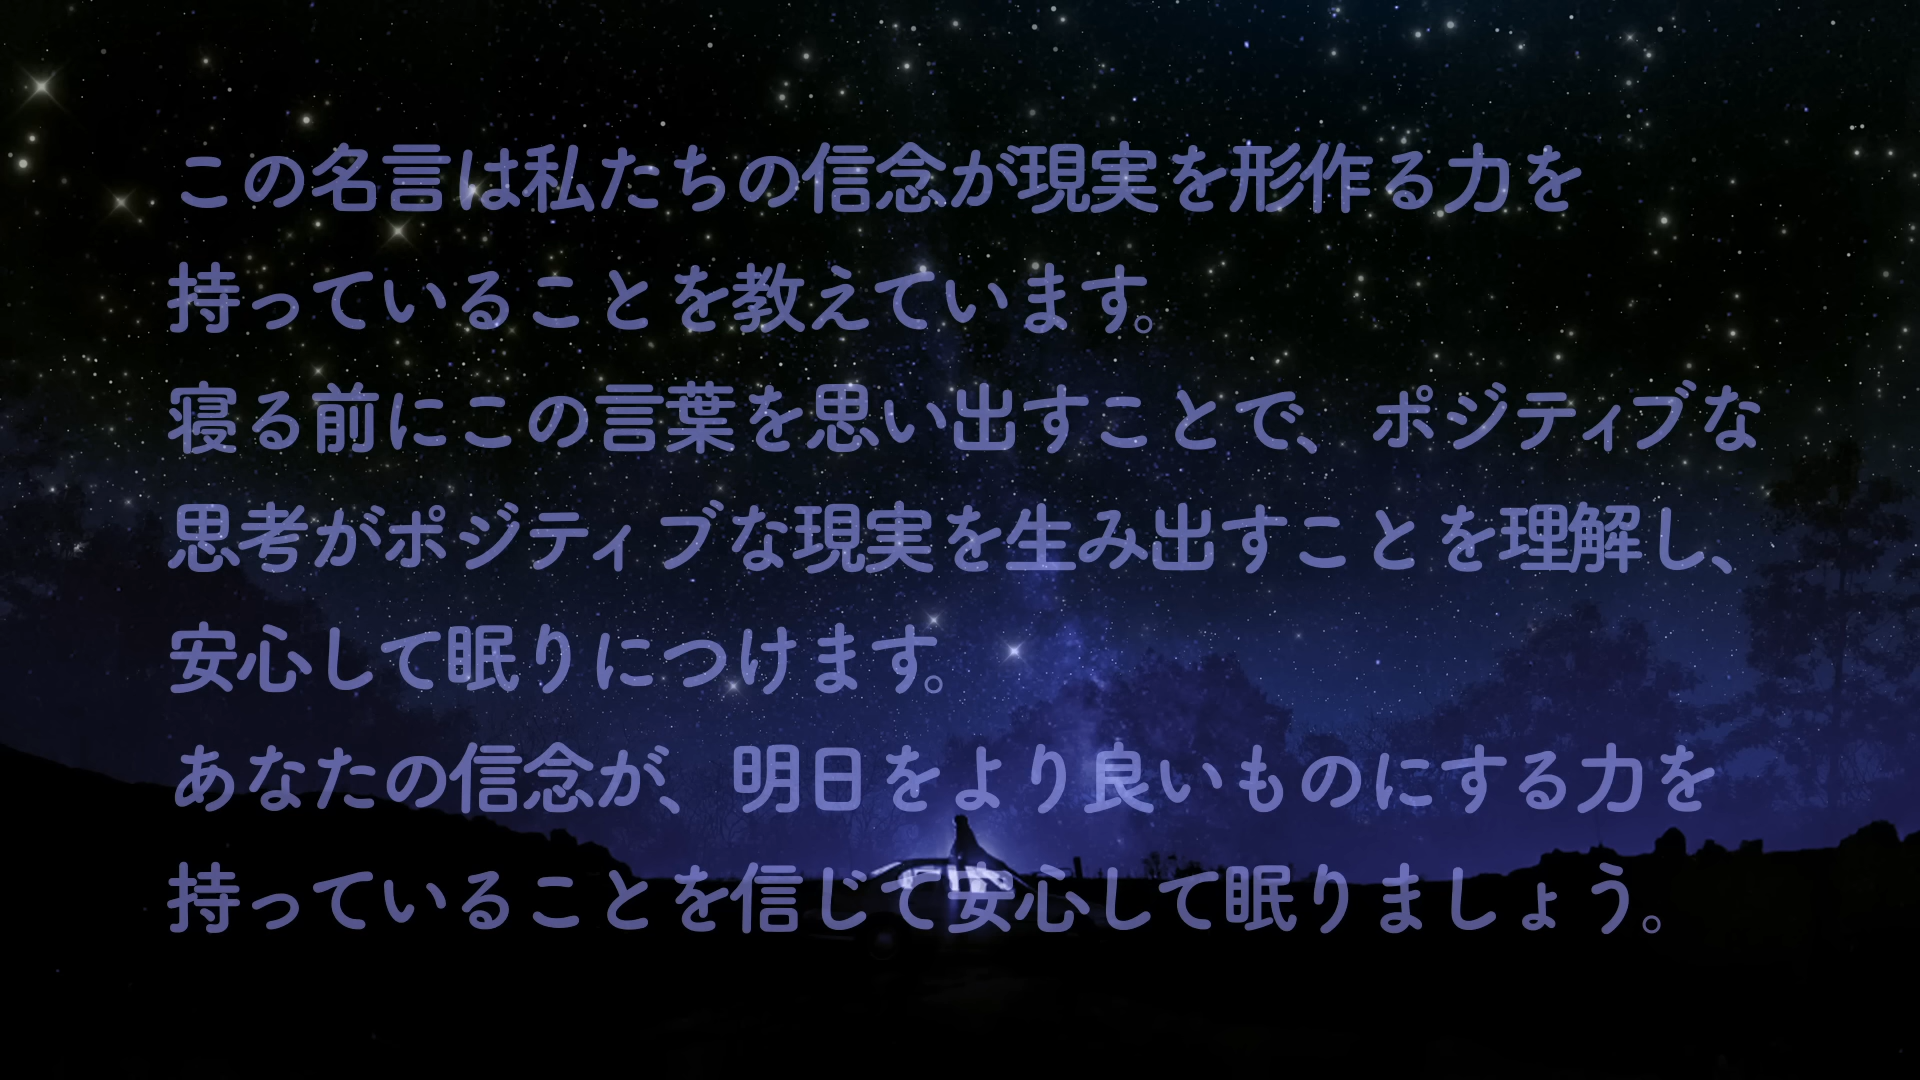 この名言は私たちの信念が現実を形作る力を
持っていることを教えています。
寝る前にこの言葉を思い出すことで、ポジティブな
思考がポジティブな現実を生み出すことを理解し、
安心して眠りにつけます。
あなたの信念が、明日をより良いものにする力を
持っていることを信じて安心して眠りましょう。